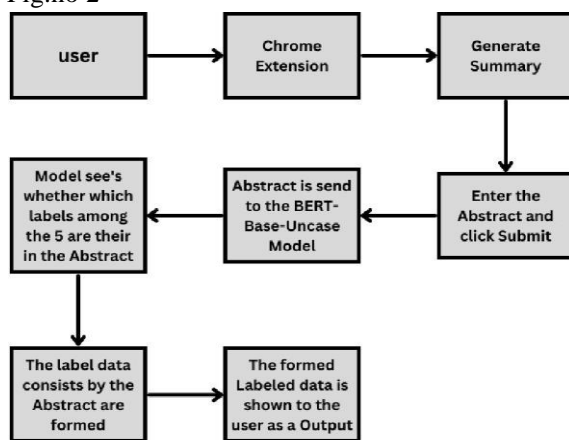 Fig.no-2
user
Chrome
Extension
Generate
Summary
Enter the
Abstract and
click Submit
Abstract is send
to the BERT-
Base-Uncase
Model
Model see's
whether which
labels among
the 5 are their
in the Abstract
The label data
consists by the
Abstract are
formed
The formed
Labeled data is
shown to the
user as a Output